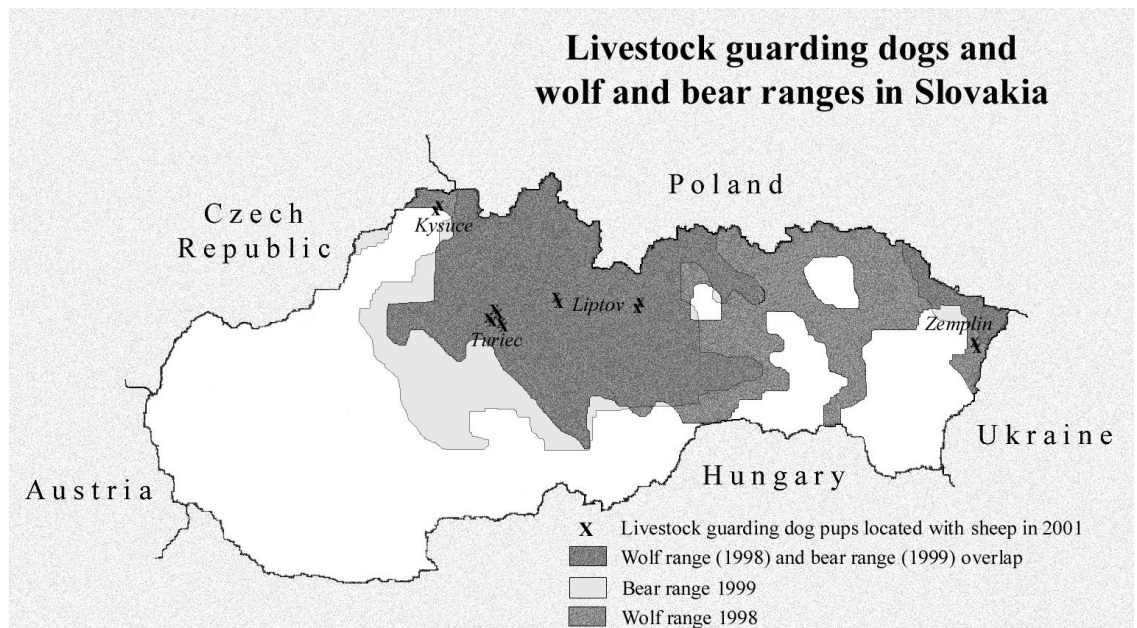 Livestock guarding dogs and
wolf and bear ranges in Slovakia
Poland
Czech
Republic
Kysuce
Liptov
Turiec
Zemplin
Ukraine
Hungary
Austria
X Livestock guarding dog pups located with sheep in 2001
Wolf range (1998) and bear range (1999) overlap
Bear range 1999
Wolf range 1998